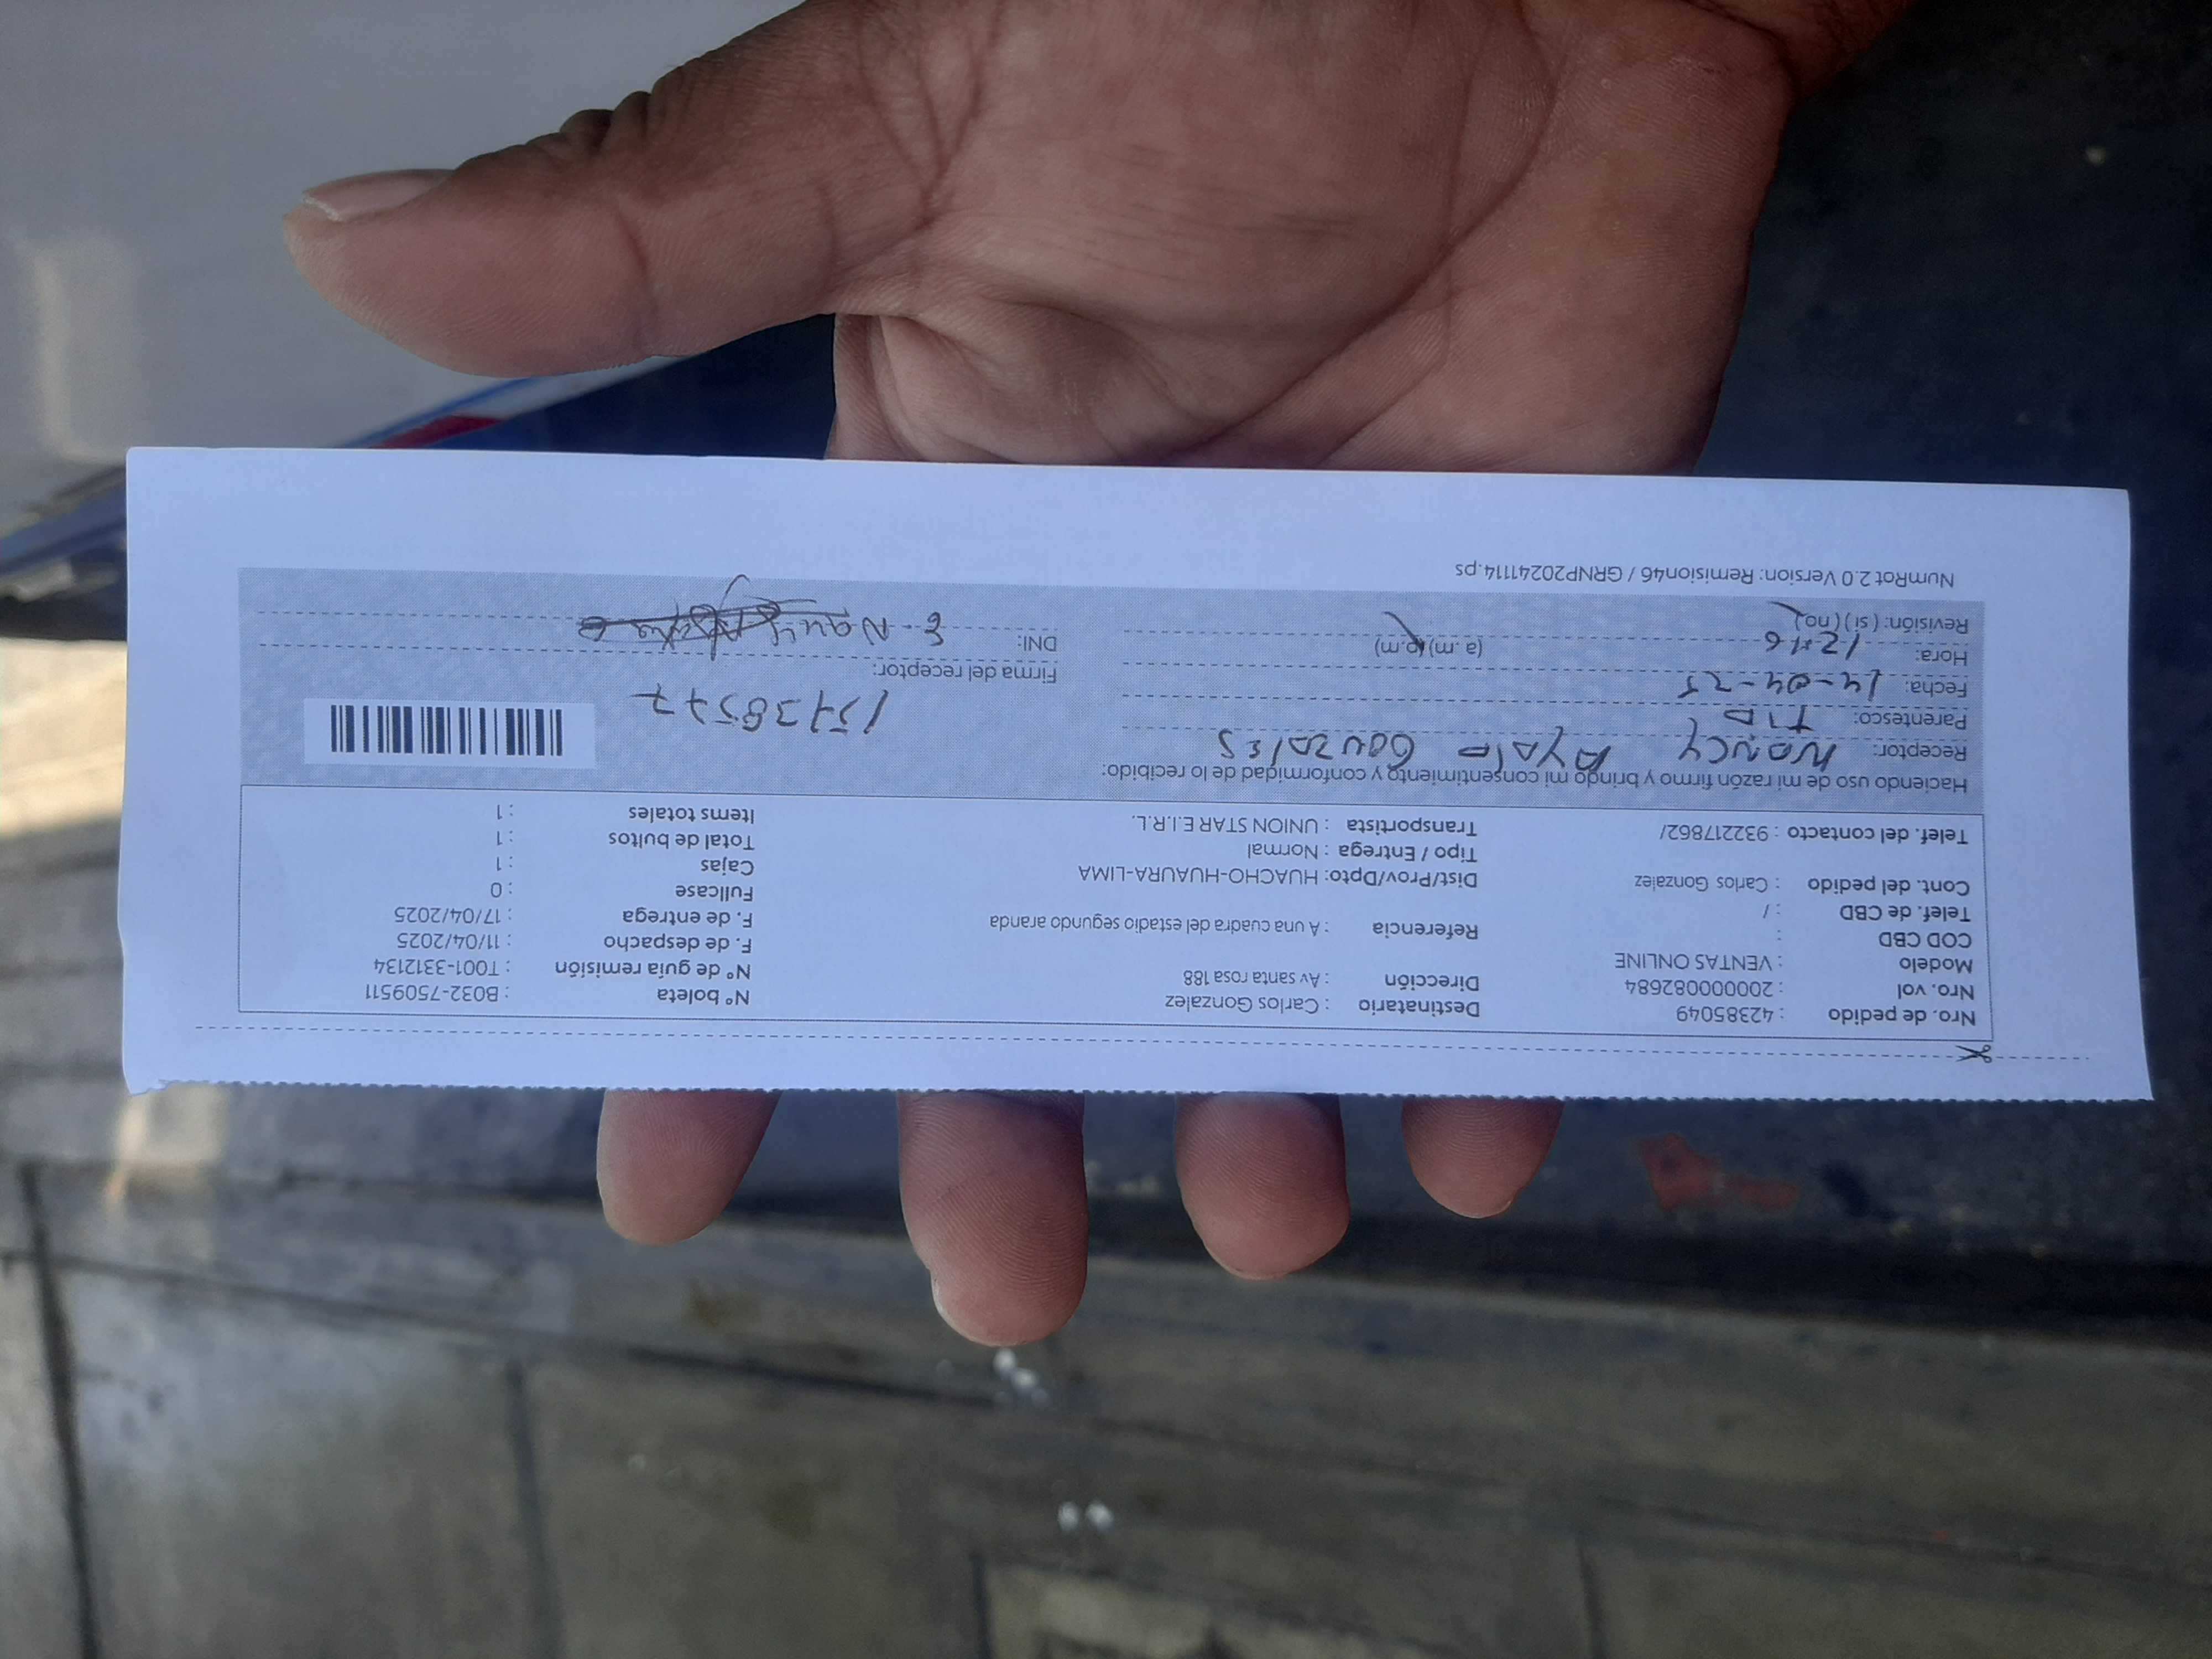 Nro. de pedido : 42385049 Destinatario : Carlos Gonzalez N° boleta : B032-7509511
Nro. vol : 2000082684 Dirección : Av santa rosa 188 N° de guía remisión : T001-3312134
Modelo : VENTAS ONLINE F. de despacho : 11/04/2025
COD CBD : Referencia : A una cuadra del estadio segundo aranda F. de entrega : 17/04/2025
Telef. de CBD : / Fullcase : 0
Cont. del pedido : Carlos Gonzalez Dist/Prov/Dpto: HUACHO-HUAURA-LIMA Cajas : 1
Tipo / Entrega : Normal Total de bultos : 1
Telef. del contacto : 932217862/ Transportista : UNION STAR E.I.R.L. Items totales : 1
Haciendo uso de mi razón firmo y brindo mi consentimiento y conformidad de lo recibido:
Receptor: NANCY AYALA GONZALES
Parentesco: TIA 15738577
Fecha: 14-04-25 Firma del receptor:
Hora: 12:16 (a.m) (p.m) DNI:
Revisión: (si) (no)
NumRot 2.0 Version: Remision46 / GRNP20241114.ps